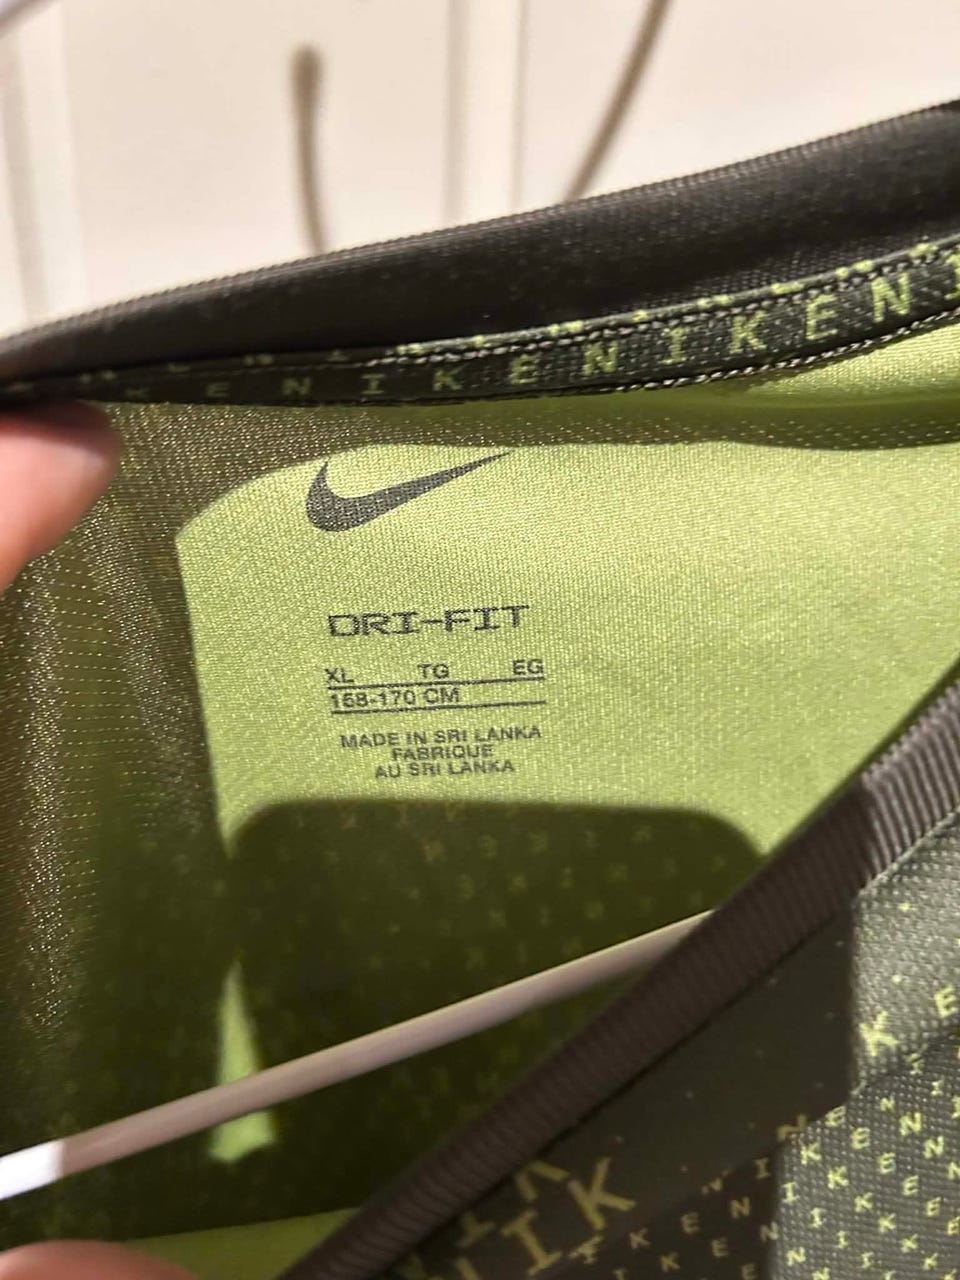 K E N I K E N I K E N I
DRI-FIT
XL TG EG
158-170 CM
MADE IN SRI LANKA
FABRIQUE
AU SRI LANKA
K E
I K
K E N I